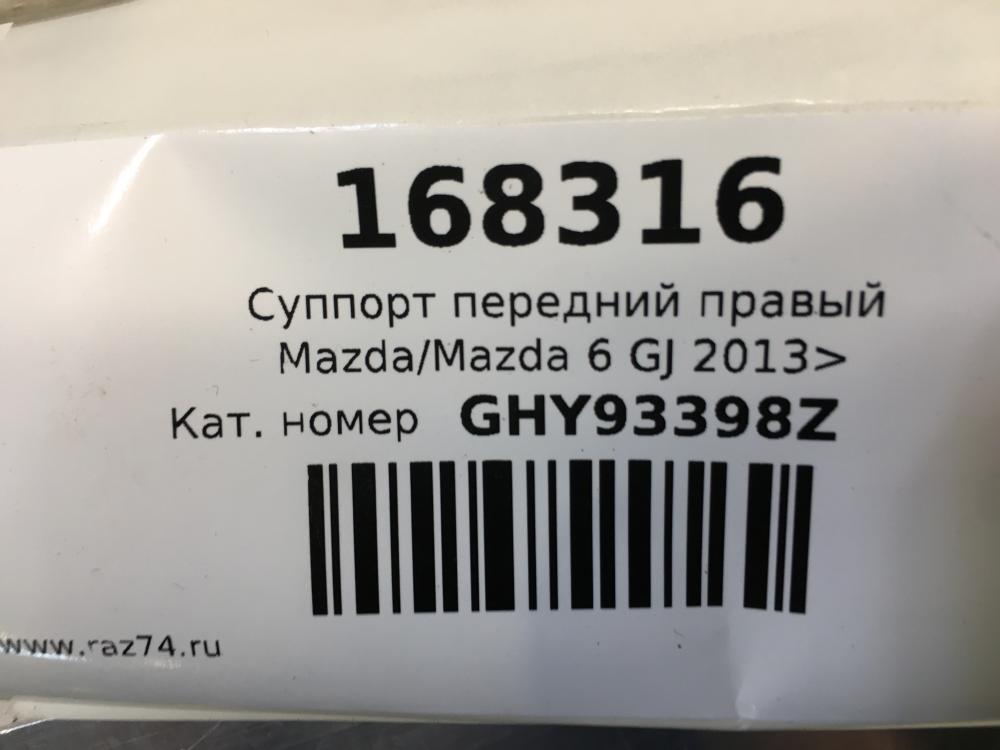 168316
Суппорт передний правый
Mazda/Mazda 6 GJ 2013>
Кат. номер GHY93398Z
www.raz74.ru